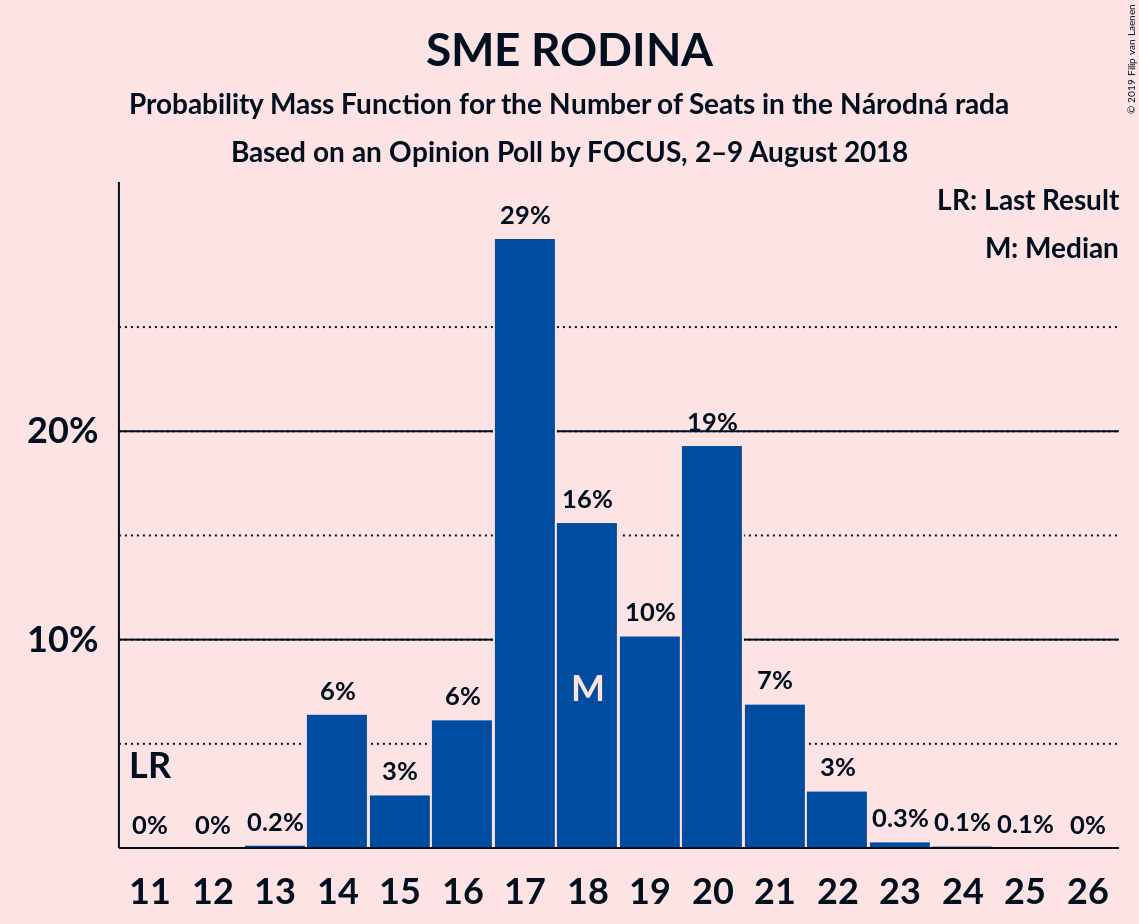 © 2019 Filip van Laenen
SME RODINA
Probability Mass Function for the Number of Seats in the Národná rada
Based on an Opinion Poll by FOCUS, 2–9 August 2018
LR: Last Result
M: Median
29%
20%
19%
16%
10%
10%
M
7%
6%
6%
LR
3%
3%
0% 0% 0.2% 0.3% 0.1% 0.1% 0%
11 12 13 14 15 16 17 18 19 20 21 22 23 24 25 26